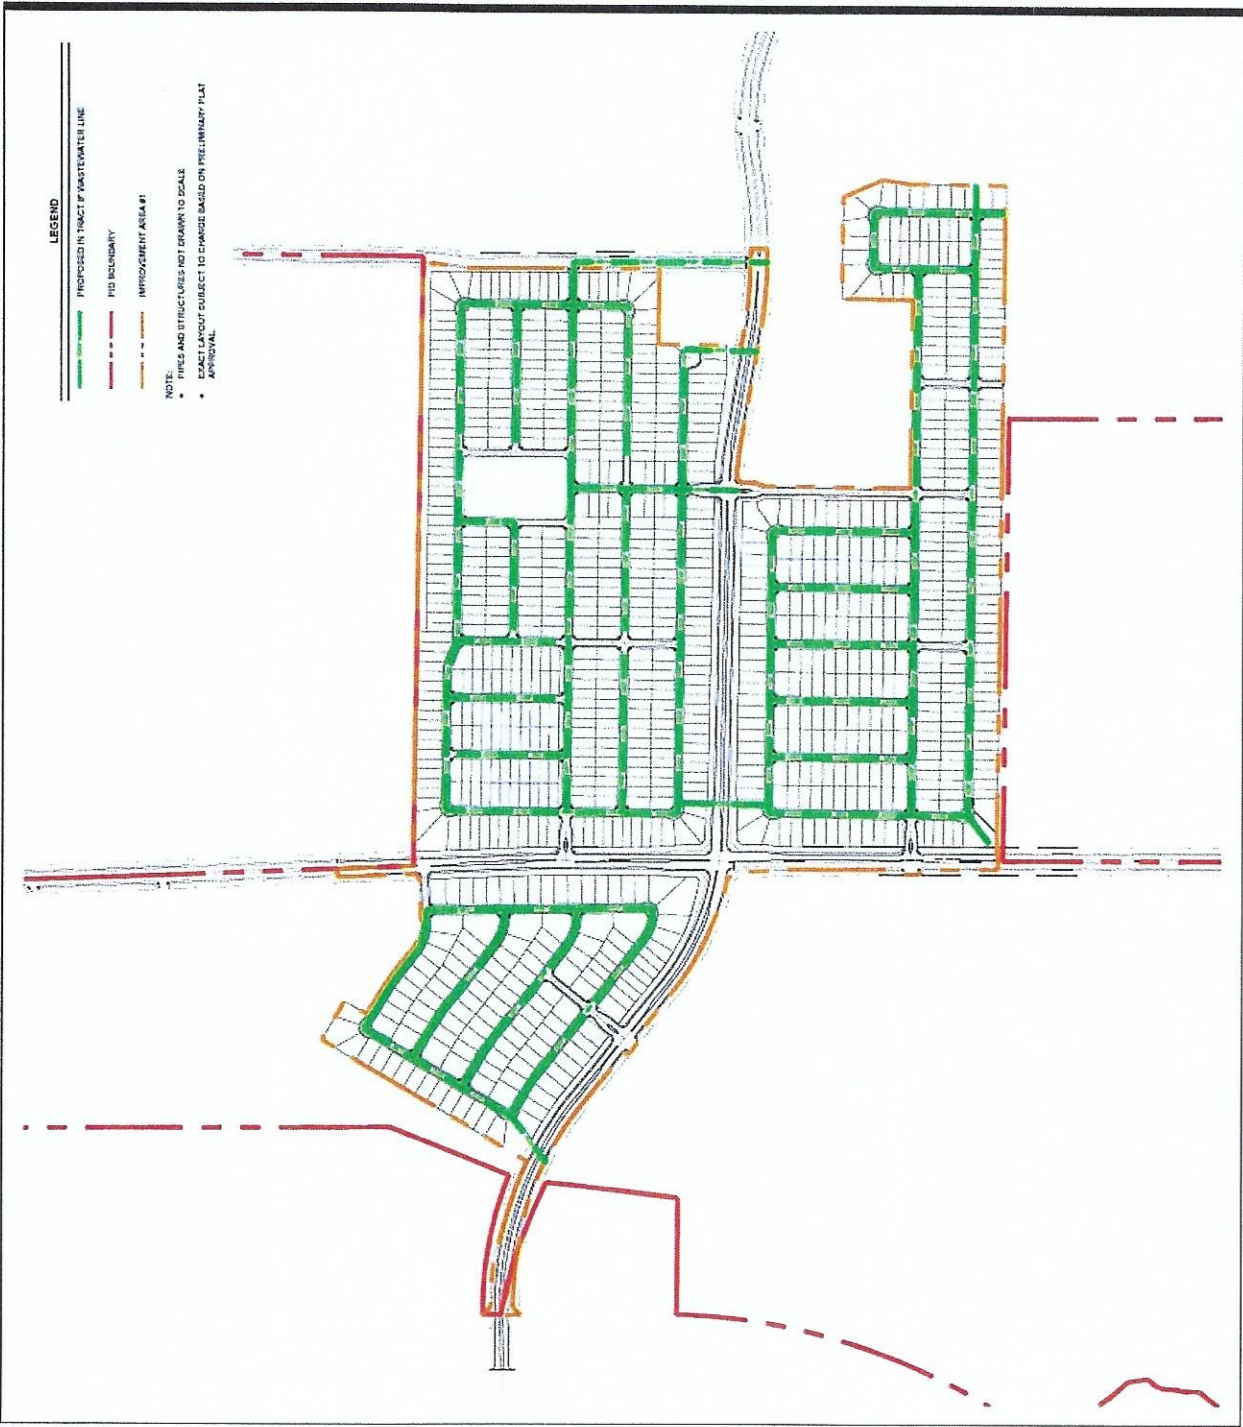 LEGEND
PROPOSED IN TRACT 8" WASTEWATER LINE
PID BOUNDARY
IMPROVEMENT AREA #1
NOTE:
• PIPES AND STRUCTURES NOT DRAWN TO SCALE
• EXACT LAYOUT SUBJECT TO CHANGE BASED ON PRELIMINARY PLAT
APPROVAL